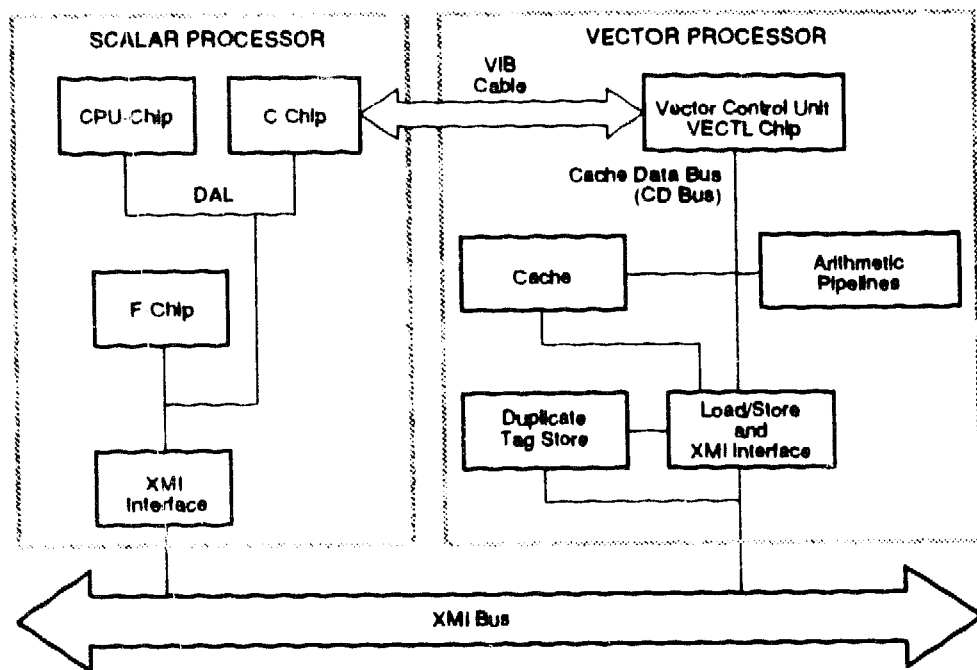 SCALAR PROCESSOR
CPU-Chip
C Chip
DAL
F Chip
XMI
Interface
VIB
Cable
VECTOR PROCESSOR
Vector Control Unit
VECTL Chip
Cache Data Bus
(CD Bus)
Cache
Arithmetic
Pipelines
Duplicate
Tag Store
Load/Store
and
XMI Interface
XMI Bus